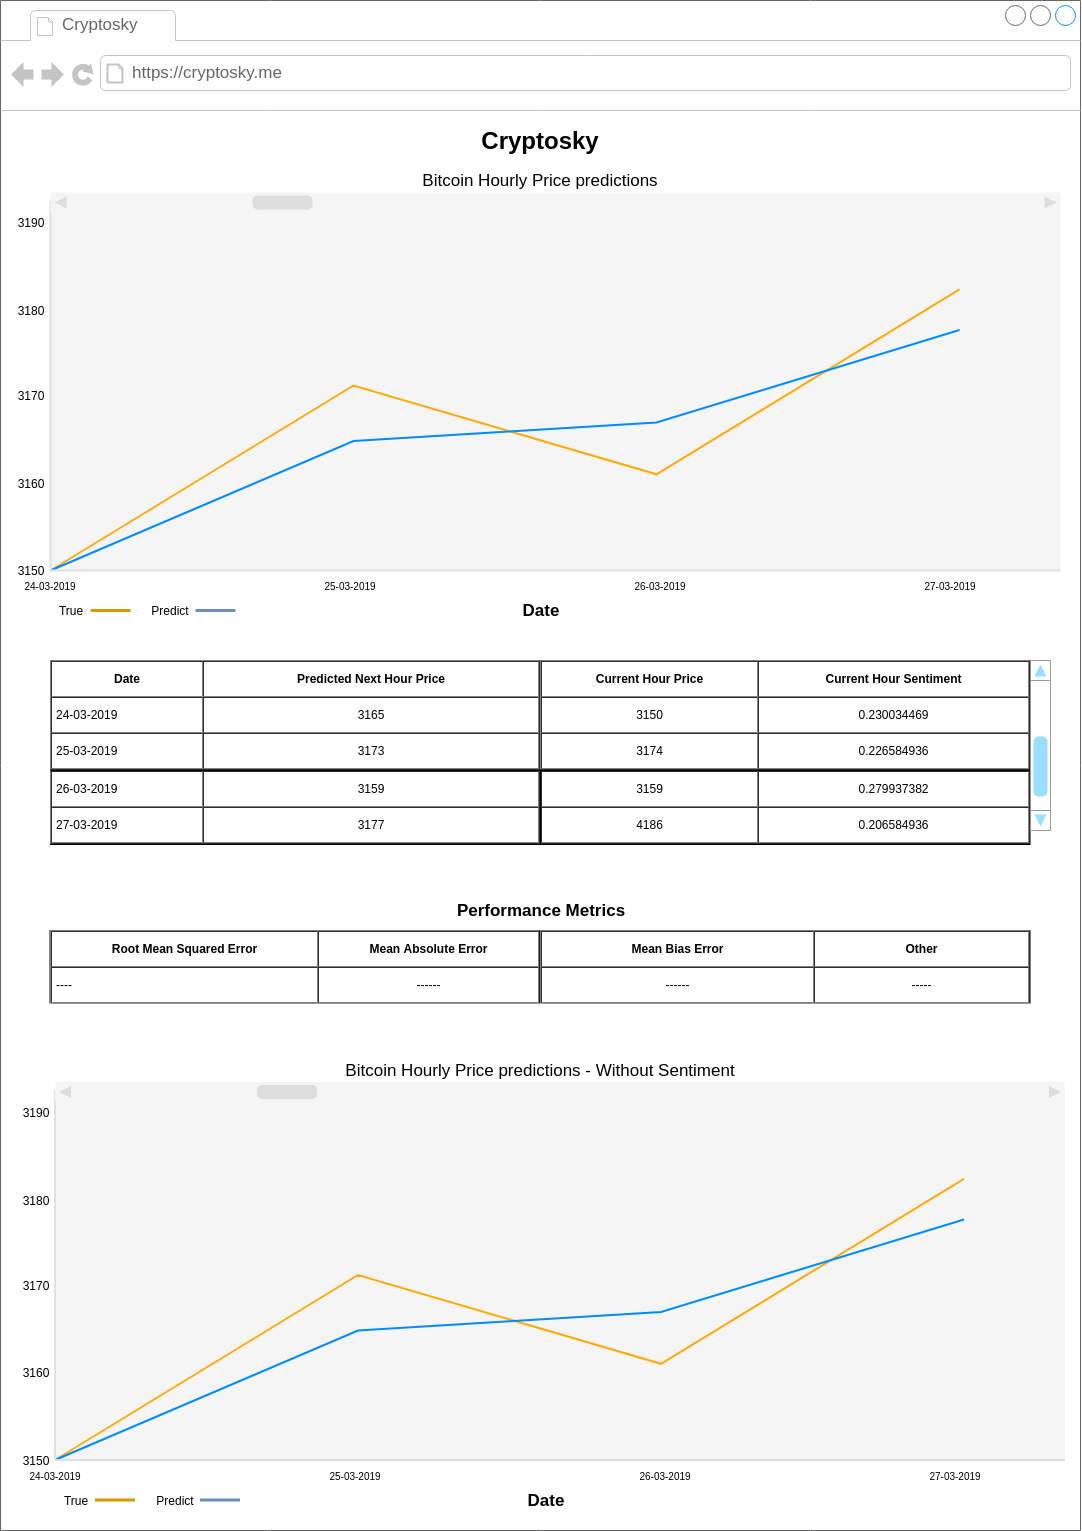 Cryptosky
https://cryptosky.me
Cryptosky
Bitcoin Hourly Price predictions
3190
3180
3170
3160
3150
24-03-2019 25-03-2019 26-03-2019 27-03-2019
True Predict Date
Date Predicted Next Hour Price Current Hour Price Current Hour Sentiment
24-03-2019 3165 3150 0.230034469
25-03-2019 3173 3174 0.226584936
26-03-2019 3159 3159 0.279937382
27-03-2019 3177 4186 0.206584936
Performance Metrics
Root Mean Squared Error Mean Absolute Error Mean Bias Error Other
---- ------ ------ -----
Bitcoin Hourly Price predictions - Without Sentiment
3190
3180
3170
3160
3150
24-03-2019 25-03-2019 26-03-2019 27-03-2019
True Predict Date